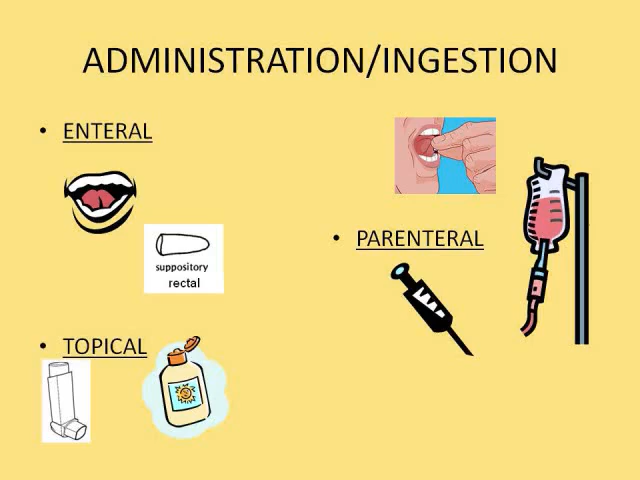 ADMINISTRATION/INGESTION
• ENTERAL
suppository
rectal
• PARENTERAL
• TOPICAL